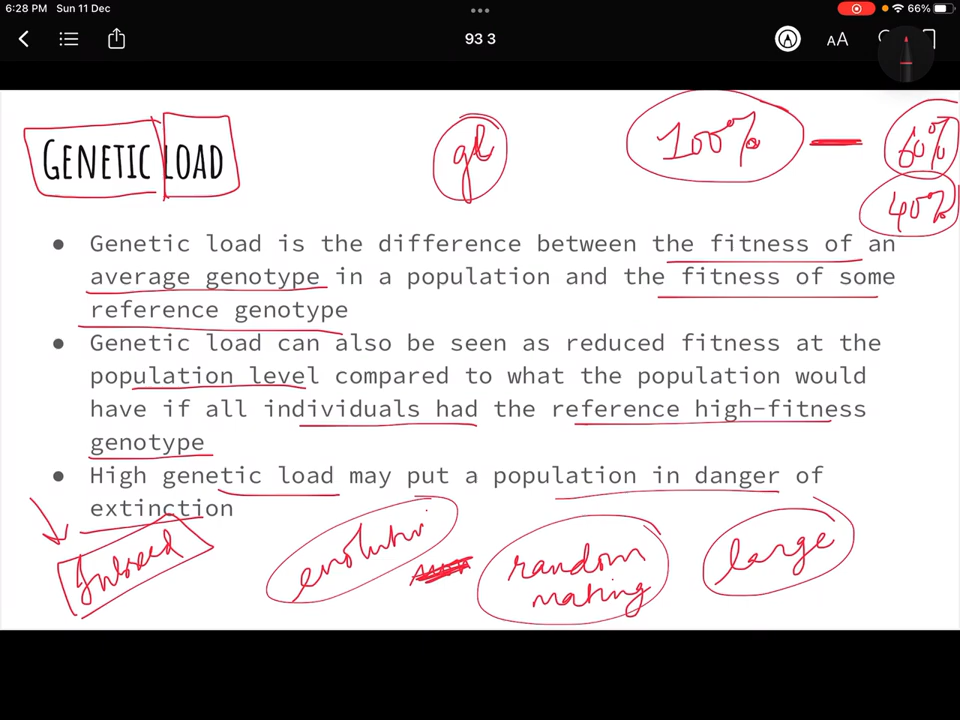 6:28 PM Sun 11 Dec
66%
93 3
AA
GENETIC LOAD
gl
100% — 60%
40%
● Genetic load is the difference between the fitness of an
average genotype in a population and the fitness of some
reference genotype
● Genetic load can also be seen as reduced fitness at the
population level compared to what the population would
have if all individuals had the reference high-fitness
genotype
● High genetic load may put a population in danger of
extinction
Inbreed
random
large
mating